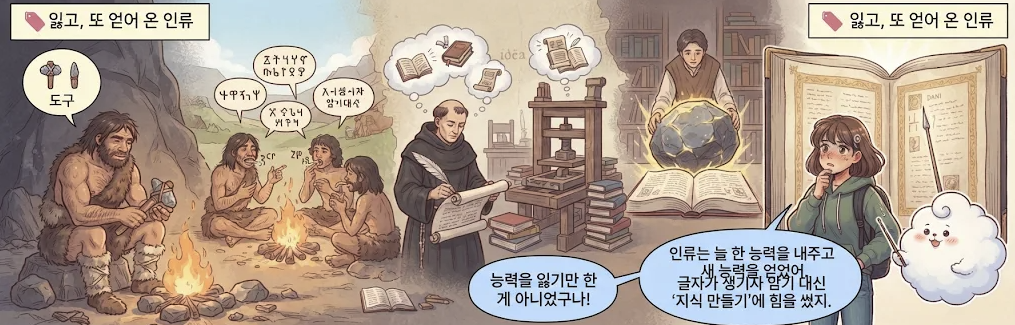 잃고, 또 얻어 온 인류
잃고, 또 얻어 온 인류
도구
idea
DANI
능력을 잃기만 한
게 아니었구나!
인류는 늘 한 능력을 내주고
새 능력을 얻었어.
글자가 생기자 암기 대신
‘지식 만들기’에 힘을 썼지.